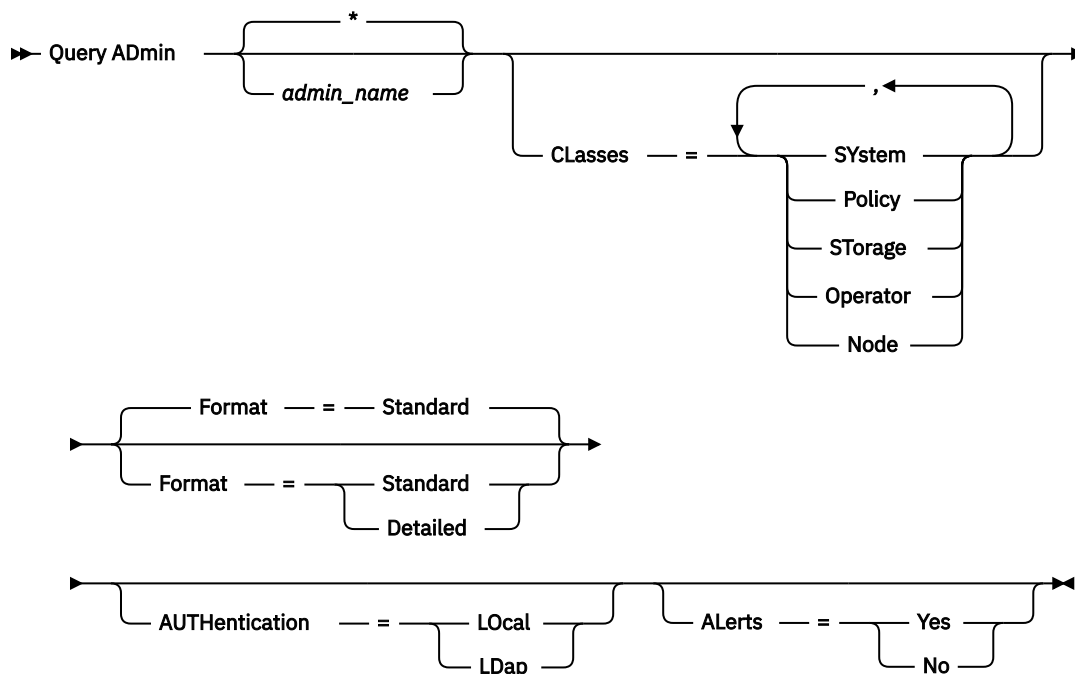 *
Query ADmin
admin_name
,
CLasses = SYstem
Policy
STorage
Operator
Node
Format = Standard
Format = Standard
Detailed
AUTHentication = LOcal
LDap
ALerts = Yes
No